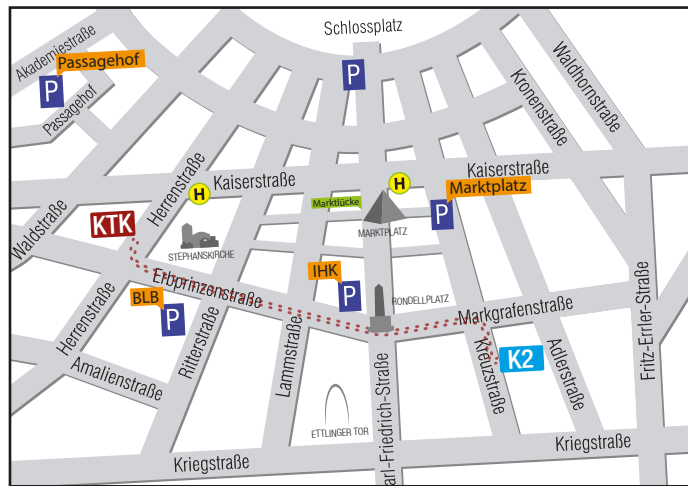 Schlossplatz
Akademiestraße
Passagehof
P
Passagehof
P
Waldhornstraße
Kronenstraße
Herrenstraße
Kaiserstraße
H
H
Kaiserstraße
Marktplatz
P
Marktlücke
MARKTPLATZ
Waldstraße
KTK
STEPHANSKIRCHE
Erbprinzenstraße
IHK
P
RONDELLPLATZ
BLB
P
Markgrafenstraße
Fritz-Erler-Straße
Herrenstraße
Ritterstraße
Lammstraße
Kreuzstraße
K2
Adlerstraße
Amalienstraße
ETTLINGER TOR
arl-Friedrich-Straße
Kriegstraße
Kriegstraße